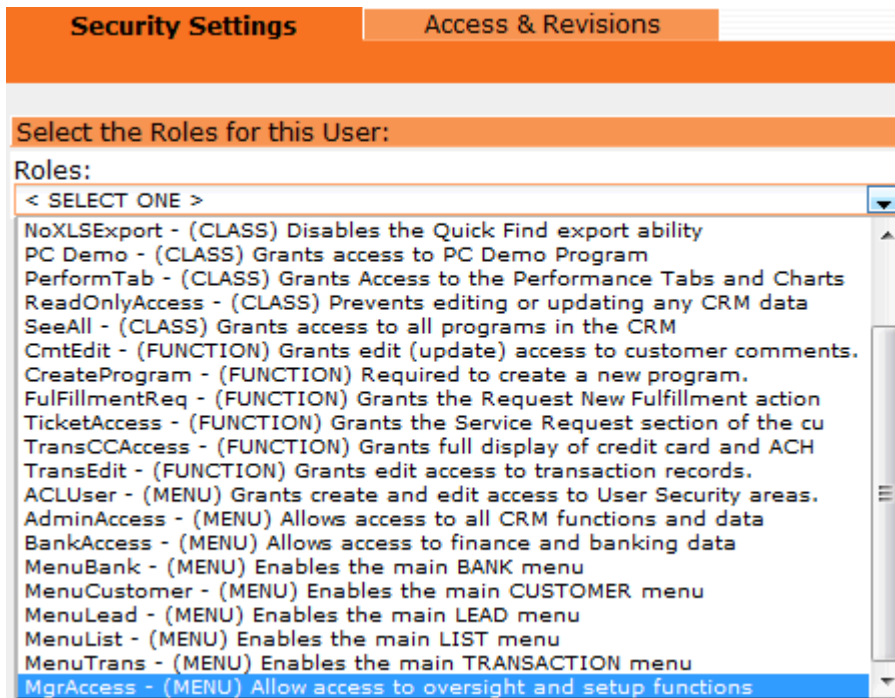 Security Settings
Access & Revisions
Select the Roles for this User:
Roles:
< SELECT ONE >
NoXLSExport - (CLASS) Disables the Quick Find export ability
PC Demo - (CLASS) Grants access to PC Demo Program
PerformTab - (CLASS) Grants Access to the Performance Tabs and Charts
ReadOnlyAccess - (CLASS) Prevents editing or updating any CRM data
SeeAll - (CLASS) Grants access to all programs in the CRM
CmtEdit - (FUNCTION) Grants edit (update) access to customer comments.
CreateProgram - (FUNCTION) Required to create a new program.
FulFillmentReq - (FUNCTION) Grants the Request New Fulfillment action
TicketAccess - (FUNCTION) Grants the Service Request section of the cu
TransCCAccess - (FUNCTION) Grants full display of credit card and ACH
TransEdit - (FUNCTION) Grants edit access to transaction records.
ACLUser - (MENU) Grants create and edit access to User Security areas.
AdminAccess - (MENU) Allows access to all CRM functions and data
BankAccess - (MENU) Allows access to finance and banking data
MenuBank - (MENU) Enables the main BANK menu
MenuCustomer - (MENU) Enables the main CUSTOMER menu
MenuLead - (MENU) Enables the main LEAD menu
MenuList - (MENU) Enables the main LIST menu
MenuTrans - (MENU) Enables the main TRANSACTION menu
MgrAccess - (MENU) Allow access to oversight and setup functions